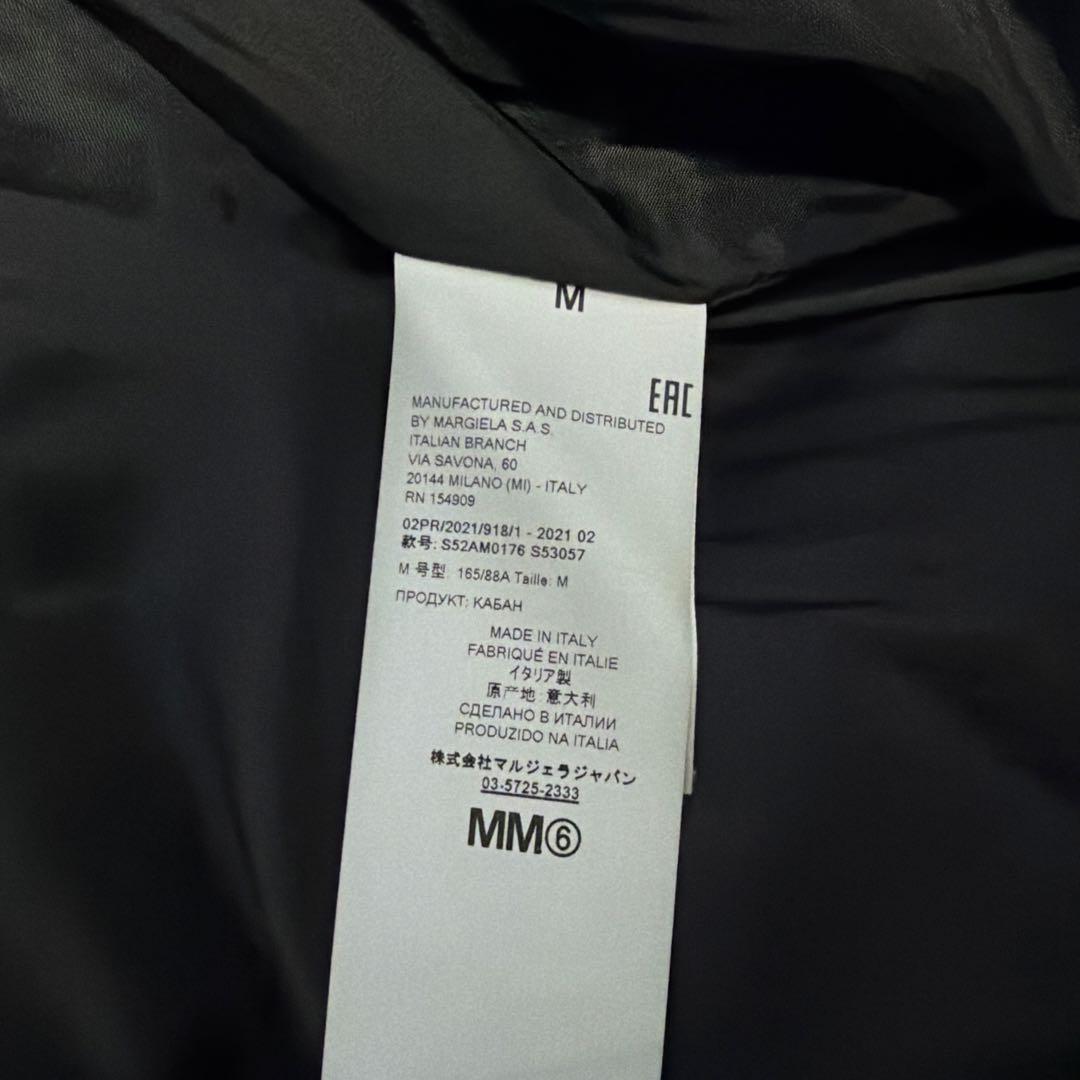 M
EAC
MANUFACTURED AND DISTRIBUTED
BY MARGIELA S.A.S.
ITALIAN BRANCH
VIA SAVONA, 60
20144 MILANO (MI) - ITALY
RN 154909
02PR/2021/918/1 - 2021 02
款号: S52AM0176 S53057
M 号型 165/88A Taille: M
ПРОДУКТ: КАБАН
MADE IN ITALY
FABRIQUÉ EN ITALIE
イタリア製
原产地:意大利
СДЕЛАНО В ИТАЛИИ
PRODUZIDO NA ITALIA
株式会社マルジェラジャパン
03-5725-2333
MM⑥